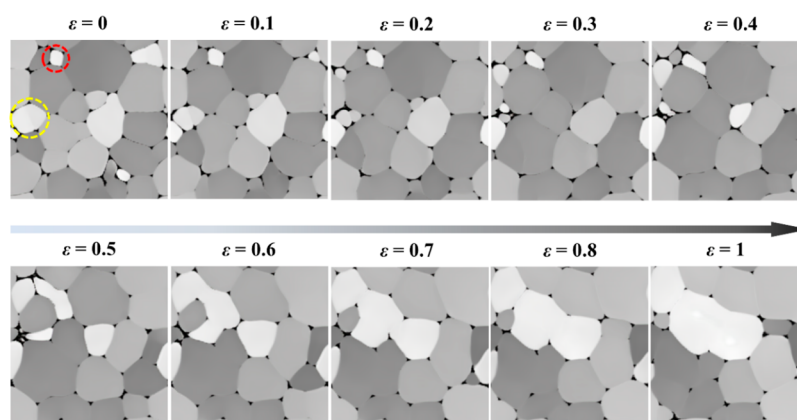 ε = 0 ε = 0.1 ε = 0.2 ε = 0.3 ε = 0.4
ε = 0.5 ε = 0.6 ε = 0.7 ε = 0.8 ε = 1